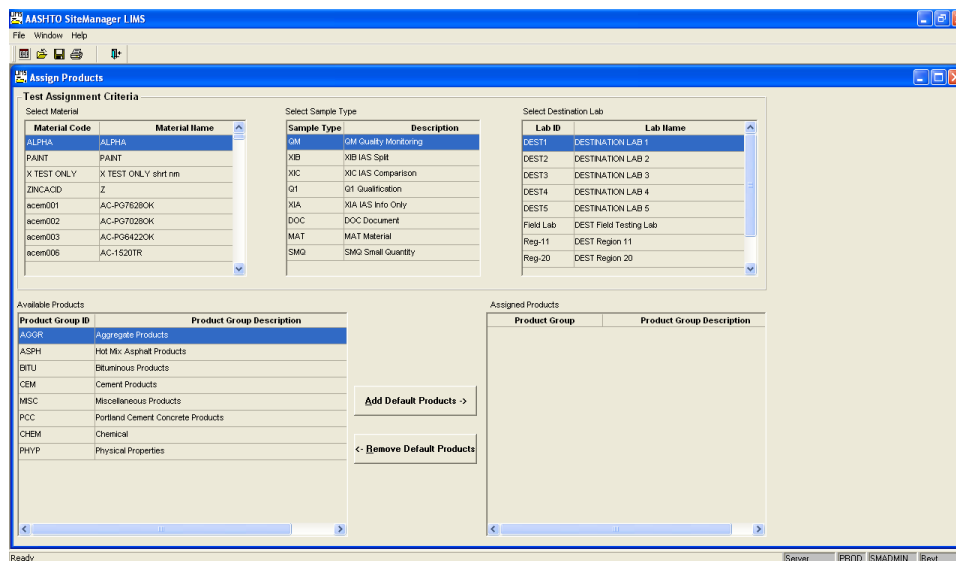 AASHTO SiteManager LIMS
File Window Help
Assign Products
Test Assignment Criteria
Select Material
Material Code Material Name
ALPHA ALPHA
PAINT PAINT
X TEST ONLY X TEST ONLY shrt nm
ZINCACID Z
acem001 AC-PG7628OK
acem002 AC-PG7028OK
acem003 AC-PG6422OK
acem006 AC-1520TR
Select Sample Type
Sample Type Description
QM QM Quality Monitoring
XIB XIB IAS Split
XIC XIC IAS Comparison
Q1 Q1 Qualification
XIA XIA IAS Info Only
DOC DOC Document
MAT MAT Material
SMQ SMQ Small Quantity
Select Destination Lab
Lab ID Lab Name
DEST1 DESTINATION LAB 1
DEST2 DESTINATION LAB 2
DEST3 DESTINATION LAB 3
DEST4 DESTINATION LAB 4
DEST5 DESTINATION LAB 5
Field Lab DEST Field Testing Lab
Reg-11 DEST Region 11
Reg-20 DEST Region 20
Available Products
Product Group ID Product Group Description
AGGR Aggregate Products
ASPH Hot Mix Asphalt Products
BITU Bituminous Products
CEM Cement Products
MISC Miscellaneous Products
PCC Portland Cement Concrete Products
CHEM Chemical
PHYP Physical Properties
Add Default Products ->
<- Remove Default Products
Assigned Products
Product Group Product Group Description
Ready Server PROD SMADMIN